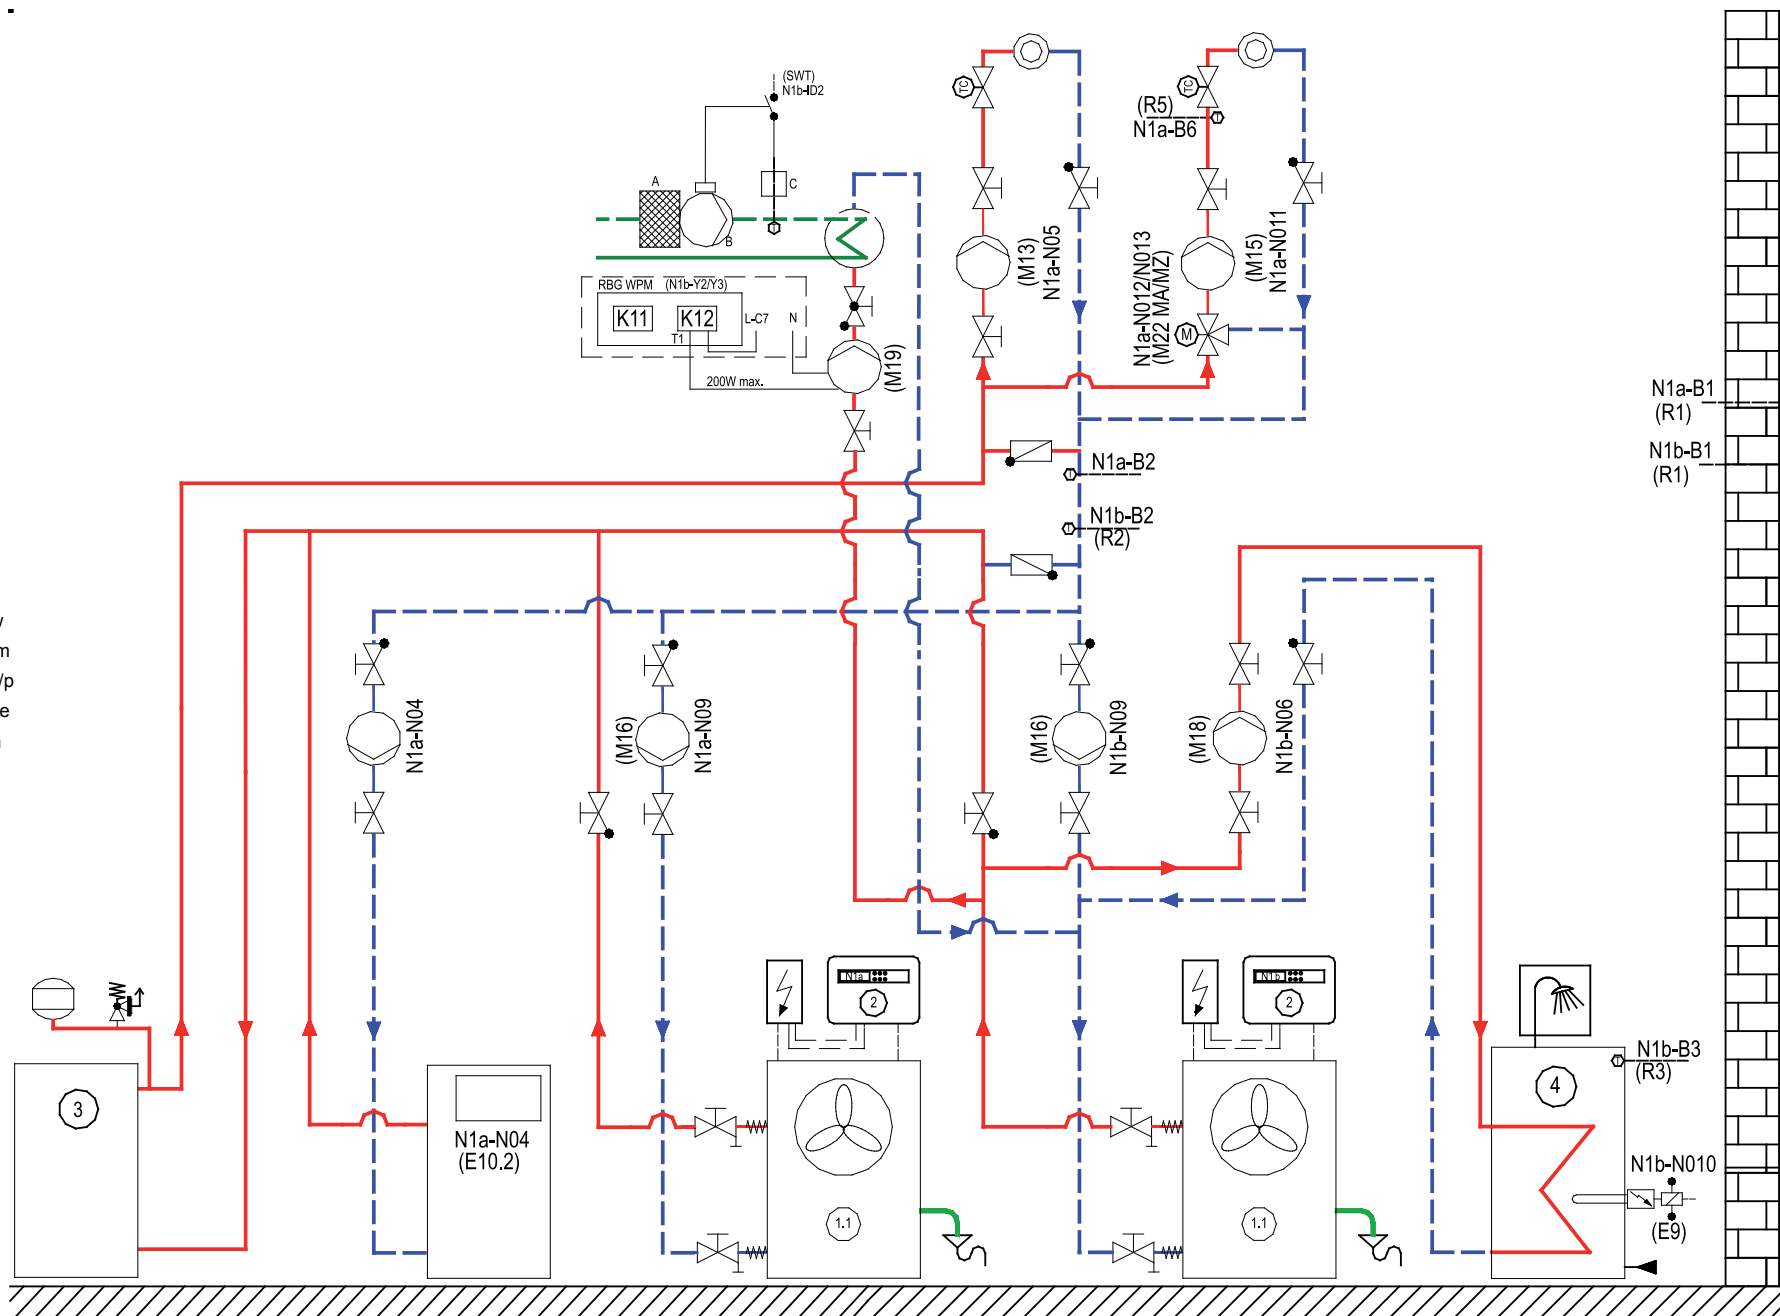 (SWT)
N1b-ID2
A
B
C
RBG WPM (N1b-Y2/Y3)
K11
K12
T1
L-C7
N
200W max.
(M19)
TC
(M13)
N1a-N05
TC
(R5)
N1a-B6
(M15)
N1a-N011
N1a-N012/N013
(M22 MA/MZ)
M
N1a-B1
(R1)
N1b-B1
(R1)
N1a-B2
N1b-B2
(R2)
m
/p
e
N1a-N04
(M16)
N1a-N09
(M16)
N1b-N09
(M18)
N1b-N06
N1a
2
N1b
2
3
N1a-N04
(E10.2)
1.1
1.1
4
N1b-B3
(R3)
N1b-N010
(E9)